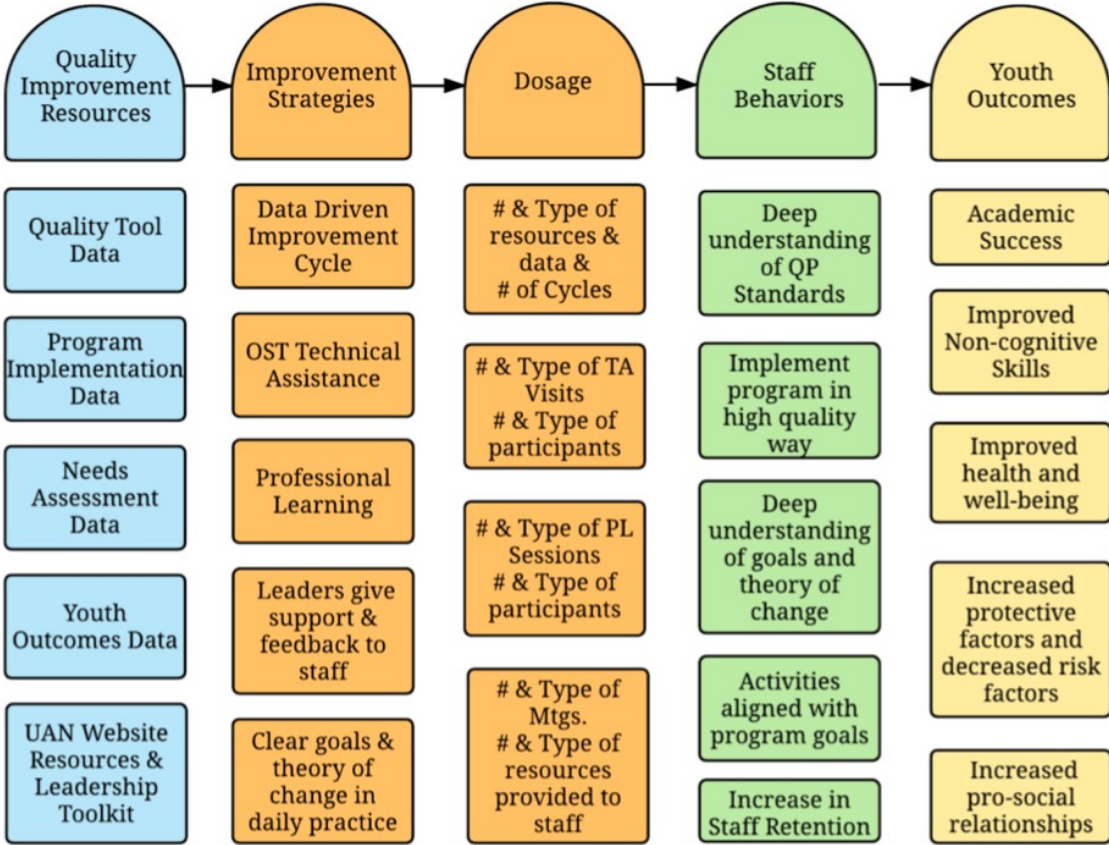 Quality
Improvement
Resources
Improvement
Strategies
Dosage
Staff
Behaviors
Youth
Outcomes
Quality Tool
Data
Program
Implementation
Data
Needs
Assessment
Data
Youth
Outcomes Data
UAN Website
Resources &
Leadership
Toolkit
Data Driven
Improvement
Cycle
OST Technical
Assistance
Professional
Learning
Leaders give
support &
feedback to
staff
Clear goals &
theory of
change in
daily practice
# & Type of
resources &
data &
# of Cycles
# & Type of TA
Visits
# & Type of
participants
# & Type of PL
Sessions
# & Type of
participants
# & Type of
Mtgs.
# & Type of
resources
provided to
staff
Deep
understanding
of QP
Standards
Implement
program in
high quality
way
Deep
understanding
of goals and
theory of
change
Activities
aligned with
program goals
Increase in
Staff Retention
Academic
Success
Improved
Non-cognitive
Skills
Improved
health and
well-being
Increased
protective
factors and
decreased risk
factors
Increased
pro-social
relationships